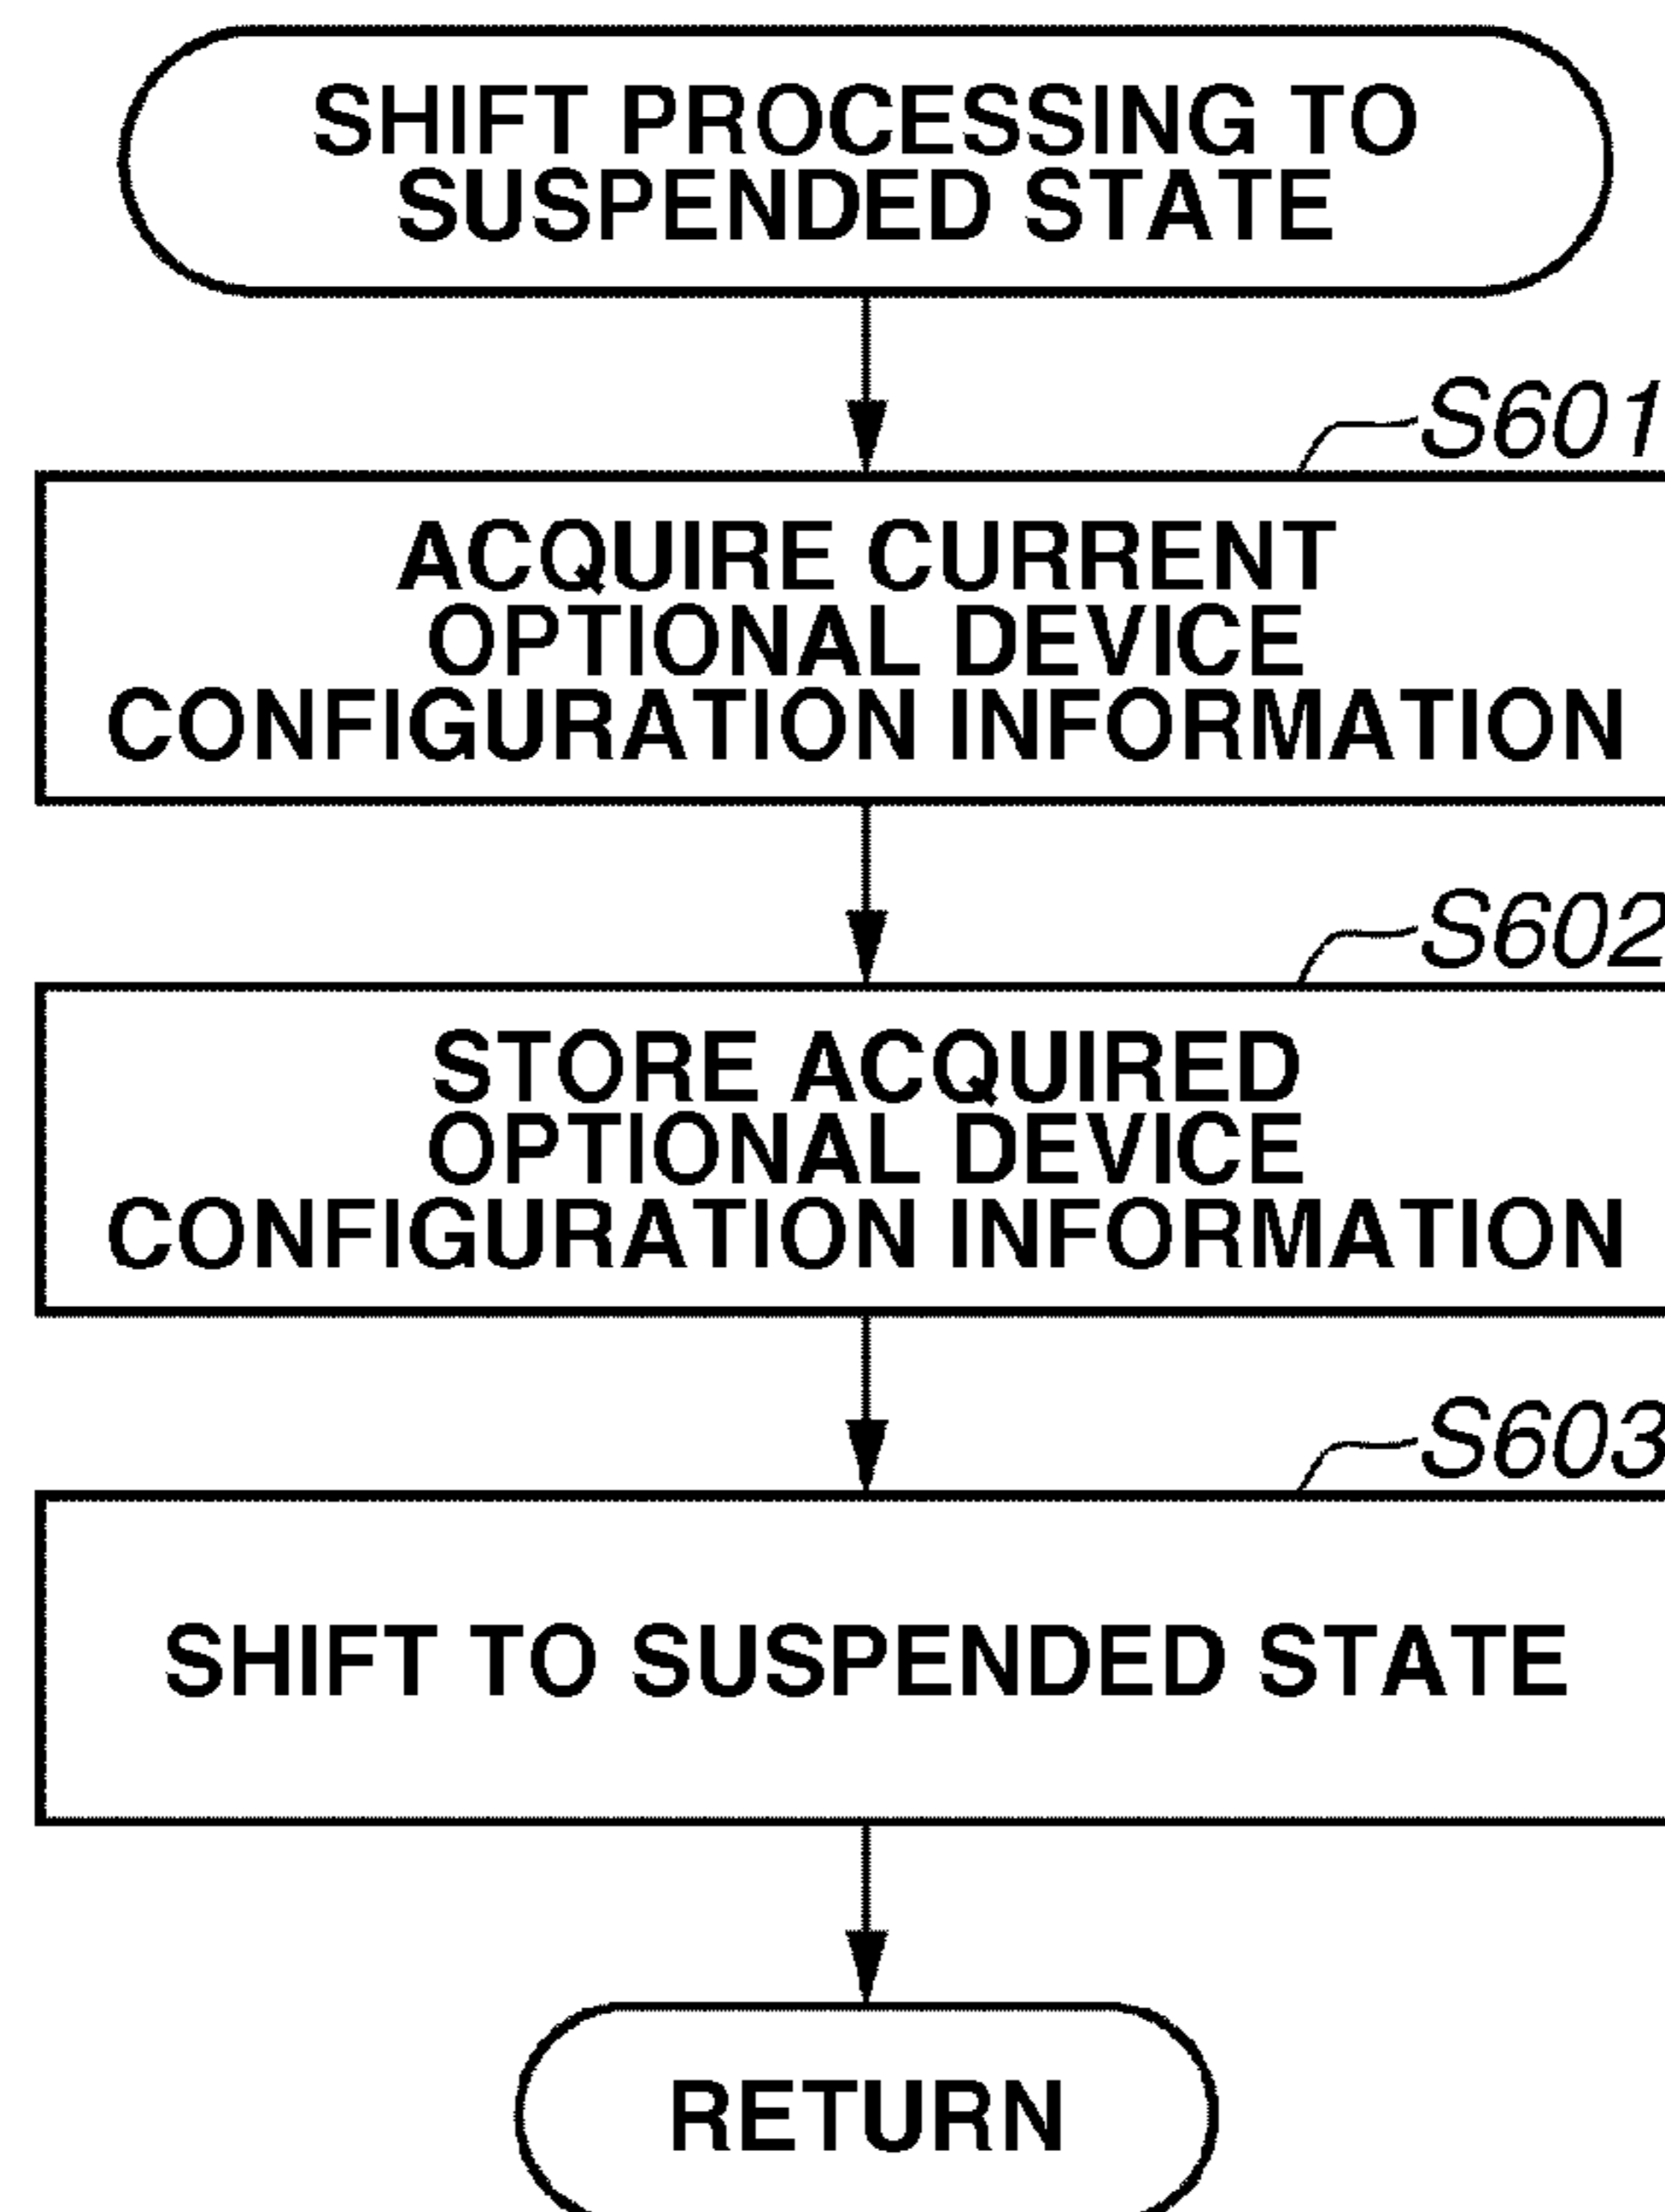 SHIFT PROCESSING TO
SUSPENDED STATE
S601
ACQUIRE CURRENT
OPTIONAL DEVICE
CONFIGURATION INFORMATION
S602
STORE ACQUIRED
OPTIONAL DEVICE
CONFIGURATION INFORMATION
S603
SHIFT TO SUSPENDED STATE
RETURN